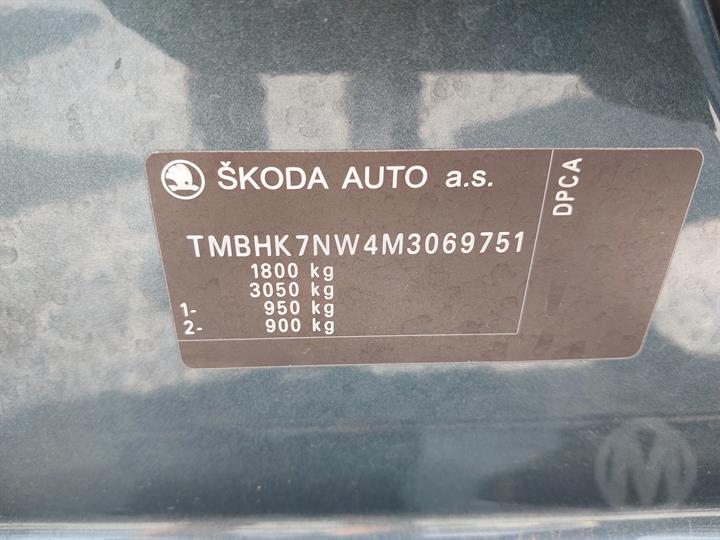 ŠKODA AUTO a.s.
DPCA
TMBHK7NW4M3069751
1800 kg
3050 kg
1- 950 kg
2- 900 kg
M